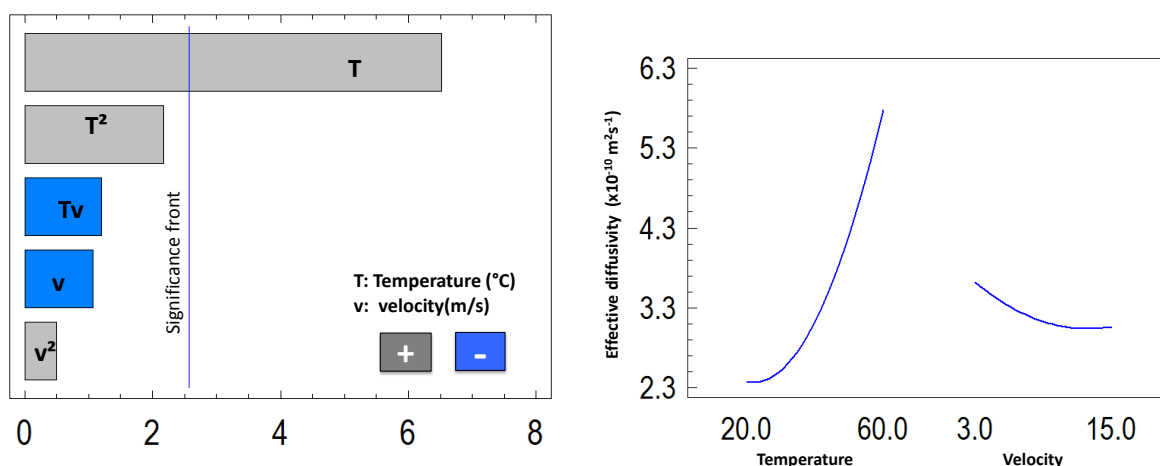 T
T²
Tv
v
v²
Significance front
T: Temperature (°C)
v: velocity(m/s)
+ -
0 2 4 6 8
Effective diffusivity (x10⁻¹⁰ m²s⁻¹)
6.3
5.3
4.3
3.3
2.3
20.0 60.0 3.0 15.0
Temperature Velocity